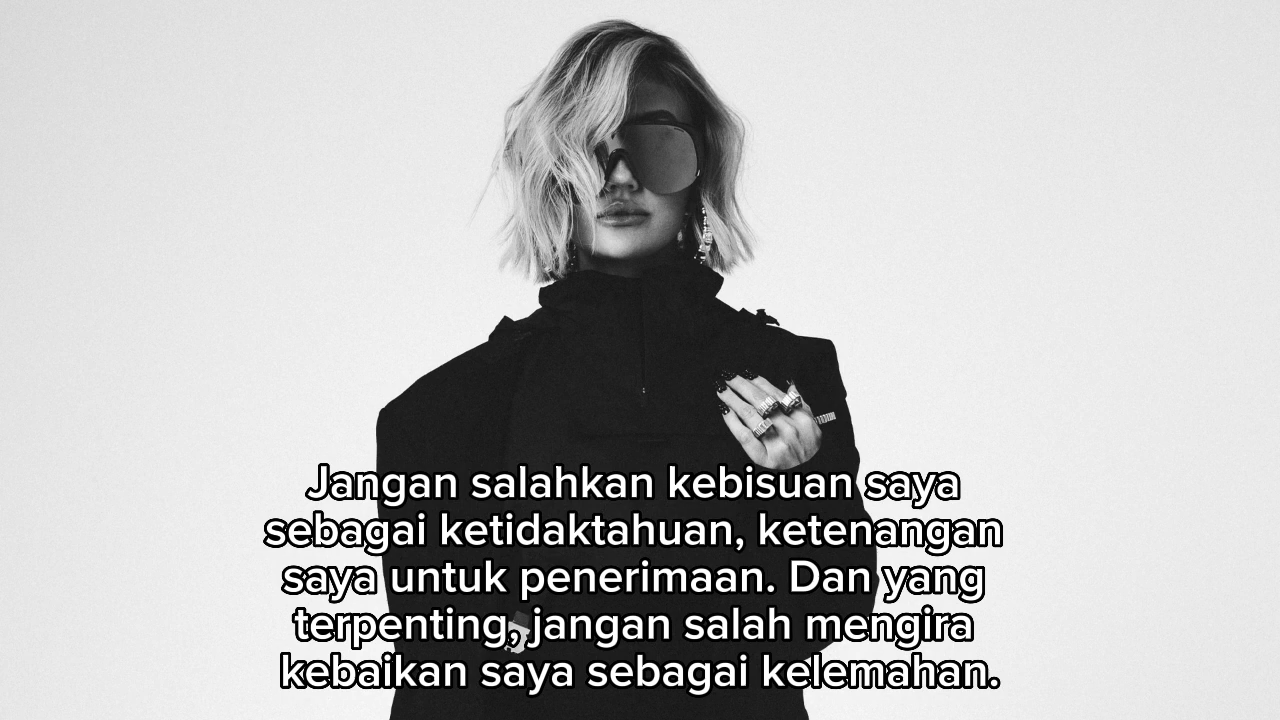 Jangan salahkan kebisuan saya
sebagai ketidaktahuan, ketenangan
saya untuk penerimaan. Dan yang
terpenting, jangan salah mengira
kebaikan saya sebagai kelemahan.